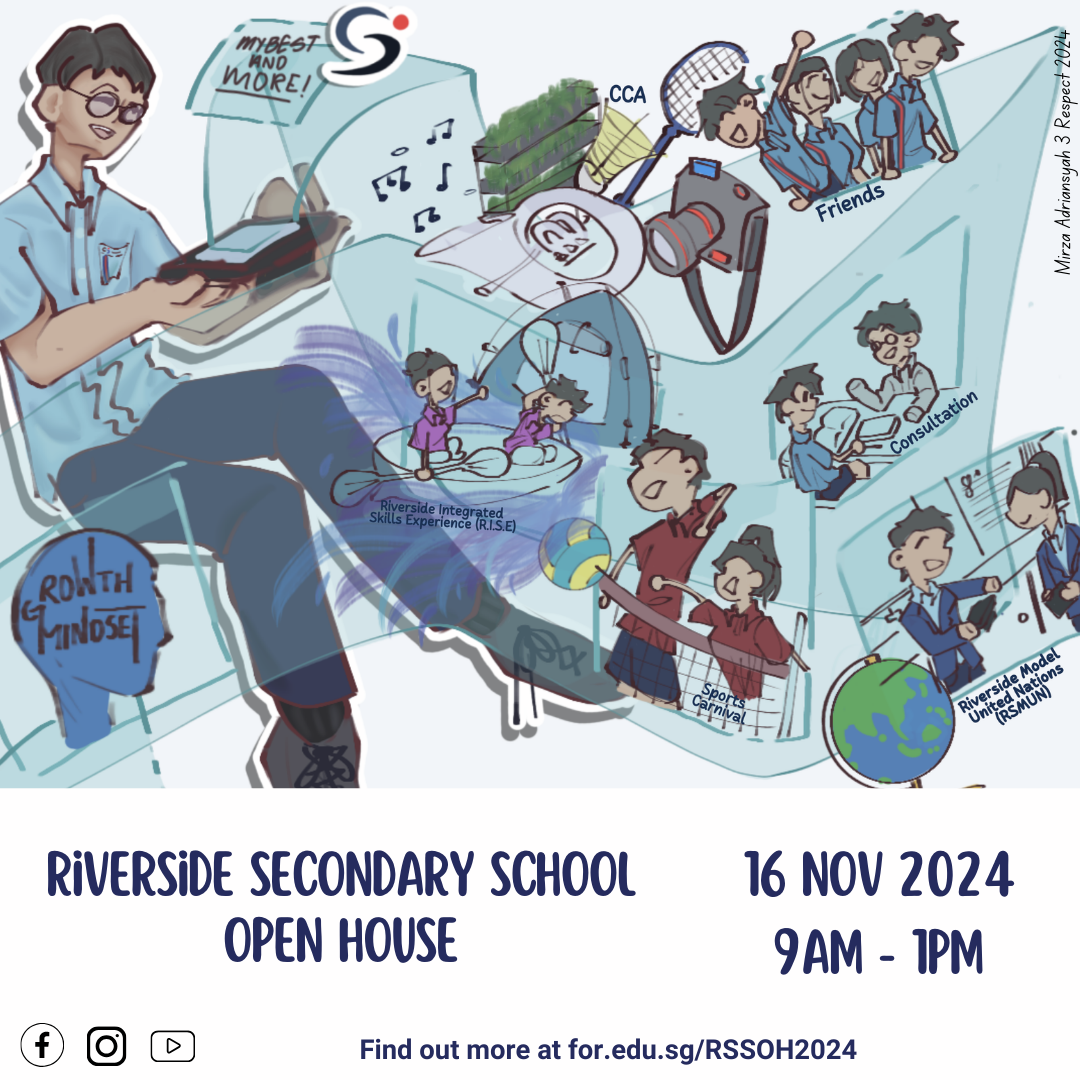 MY BEST
AND
MORE!
CCA
Friends
Mirza Adriansyah 3 Respect 2024
Consultation
Riverside Integrated
Skills Experience (R.I.S.E)
GROWTH
MINDSET
Sports
Carnival
Riverside Model
United Nations
(RSMUN)
RiVERSiDE SECONDARY SCHOOL
OPEN HOUSE
16 NOV 2024
9AM - 1PM
Find out more at for.edu.sg/RSSOH2024